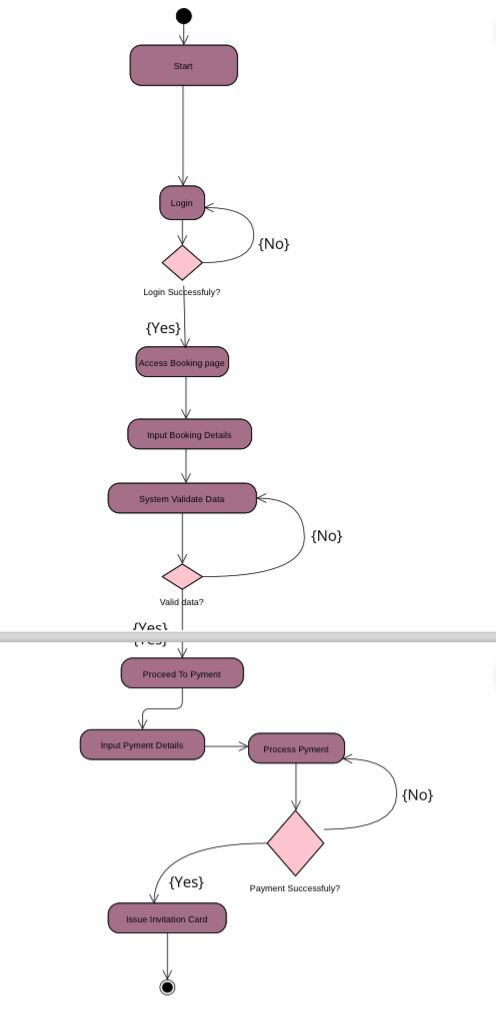 Start
Login
{No}
Login Successfuly?
{Yes}
Access Booking page
Input Booking Details
System Validate Data
{No}
Valid data?
{Yes}
{Yes}
Proceed To Pyment
Input Pyment Details
Process Pyment
{No}
{Yes}
Payment Successfuly?
Issue Invitation Card